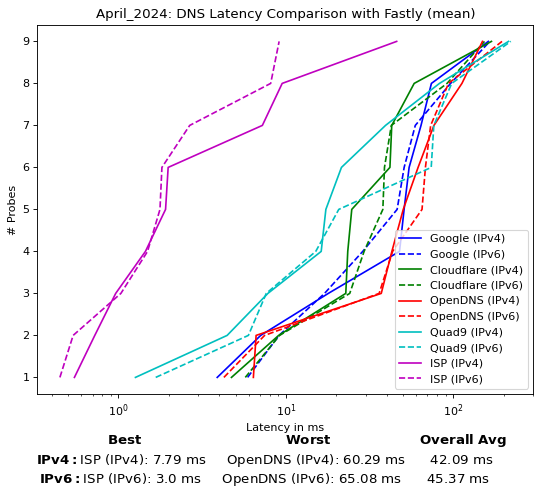 April_2024: DNS Latency Comparison with Fastly (mean)
# Probes
9
8
7
6
5
4
3
2
1
Google (IPv4)
Google (IPv6)
Cloudflare (IPv4)
Cloudflare (IPv6)
OpenDNS (IPv4)
OpenDNS (IPv6)
Quad9 (IPv4)
Quad9 (IPv6)
ISP (IPv4)
ISP (IPv6)
10⁰ 10¹ 10²
Latency in ms
Best Worst Overall Avg
IPv4: ISP (IPv4): 7.79 ms OpenDNS (IPv4): 60.29 ms 42.09 ms
IPv6: ISP (IPv6): 3.0 ms OpenDNS (IPv6): 65.08 ms 45.37 ms